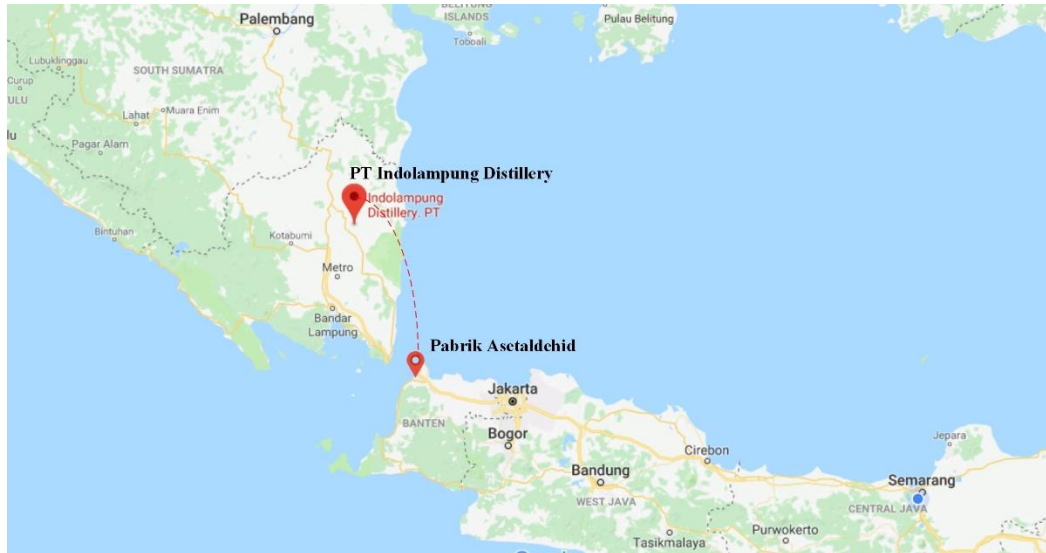 Palembang
BELITUNG
ISLANDS
Toboali
Pulau Belitung
Lubuklinggau
Curup
SOUTH SUMATRA
Muara Enim
Lahat
Pagar Alam
PT Indolampung Distillery
Indolampung
Distillery. PT
Bintuhan
Kotabumi
Metro
Bandar
Lampung
Pabrik Asetaldehid
Jakarta
BANTEN
Bogor
Jepara
Cirebon
Bandung
Semarang
WEST JAVA
CENTRAL JAVA
Purwokerto
Tasikmalaya